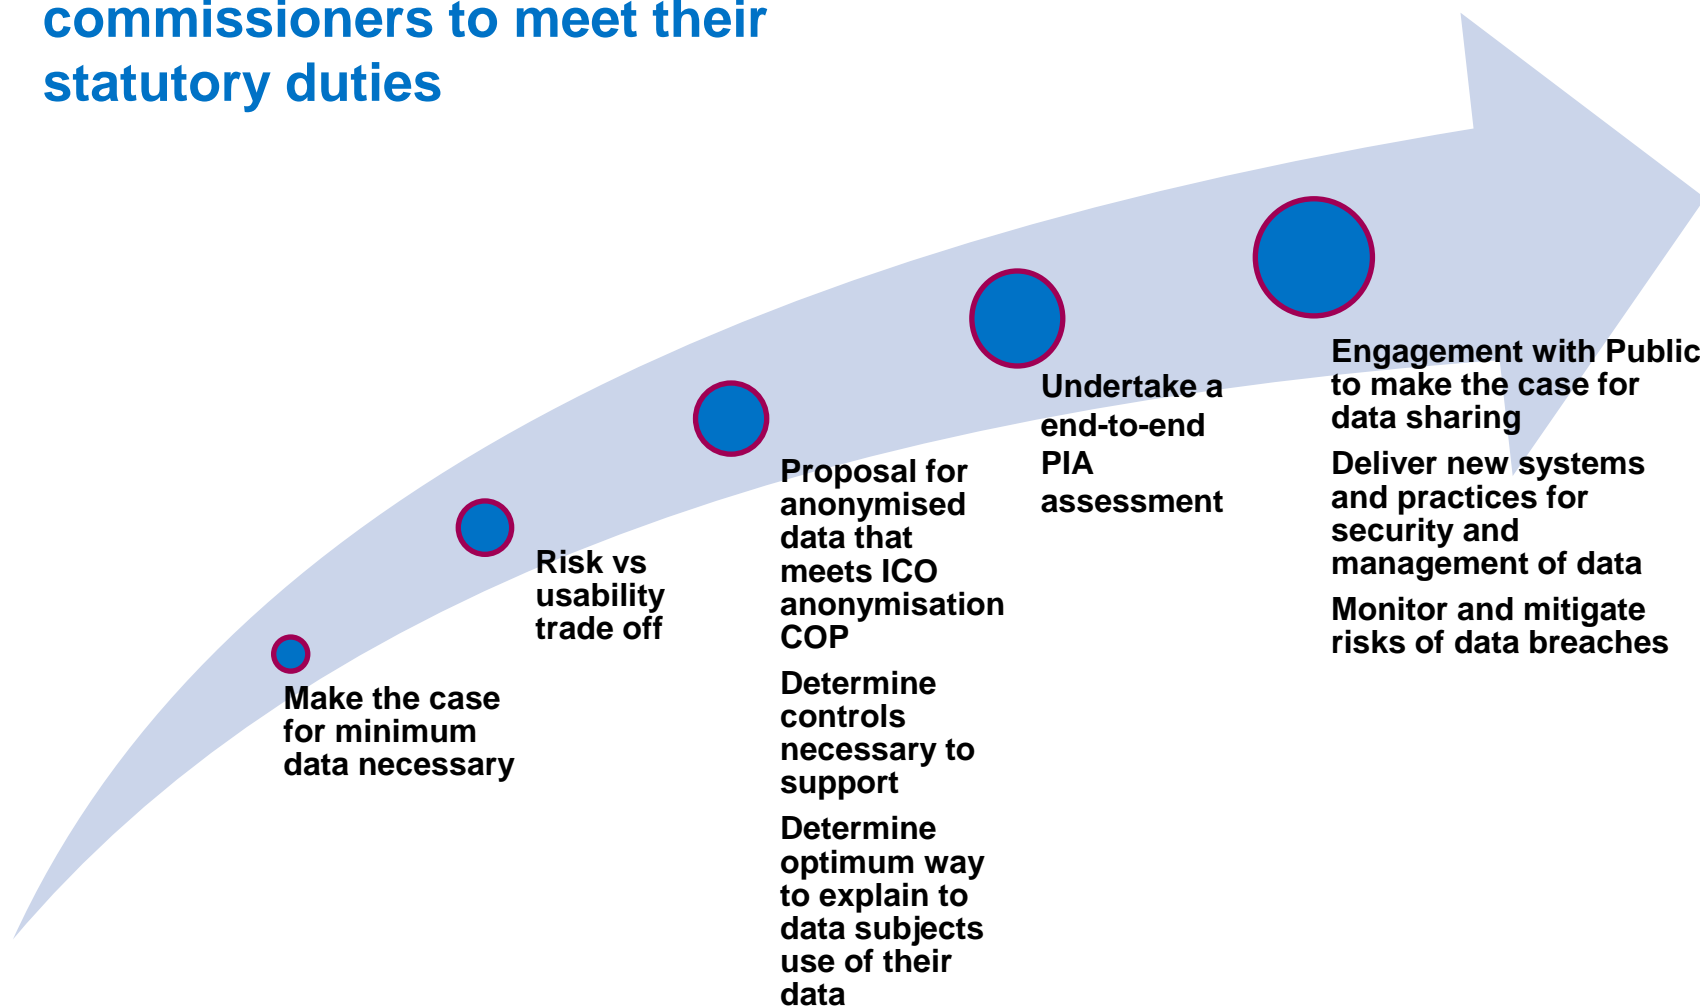 commissioners to meet their
statutory duties
Make the case
for minimum
data necessary
Risk vs
usability
trade off
Proposal for
anonymised
data that
meets ICO
anonymisation
COP
Determine
controls
necessary to
support
Determine
optimum way
to explain to
data subjects
use of their
data
Undertake a
end-to-end
PIA
assessment
Engagement with Public
to make the case for
data sharing
Deliver new systems
and practices for
security and
management of data
Monitor and mitigate
risks of data breaches